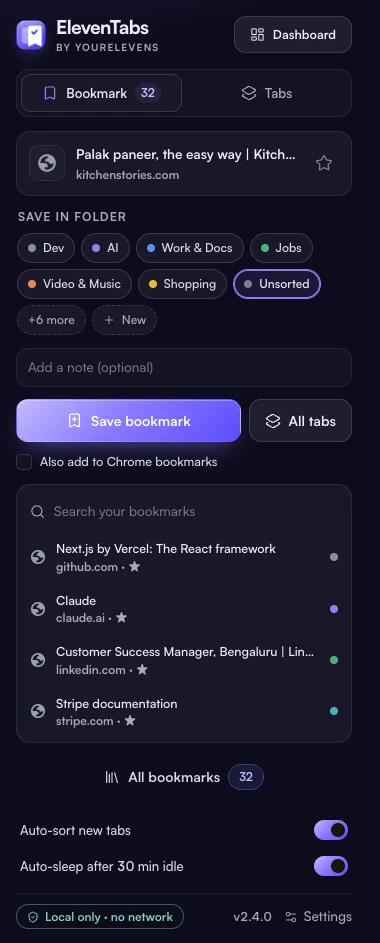 ElevenTabs
BY YOURELEVENS
Dashboard
Bookmark 32
Tabs
Palak paneer, the easy way | Kitch...
kitchenstories.com
SAVE IN FOLDER
Dev
AI
Work & Docs
Jobs
Video & Music
Shopping
Unsorted
+6 more
+ New
Add a note (optional)
Save bookmark
All tabs
Also add to Chrome bookmarks
Search your bookmarks
Next.js by Vercel: The React framework
github.com · ★
Claude
claude.ai · ★
Customer Success Manager, Bengaluru | Lin...
linkedin.com · ★
Stripe documentation
stripe.com · ★
All bookmarks 32
Auto-sort new tabs
Auto-sleep after 30 min idle
Local only · no network
v2.4.0
Settings